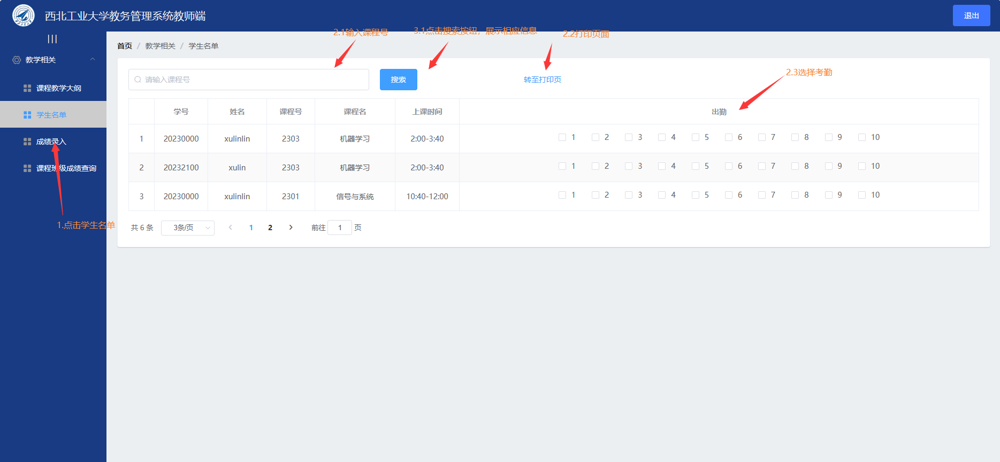 西北工业大学教务管理系统教师端
退出
|||
2.1输入课程号
3.1点击搜索按钮，展示相应信息
2.2打印页面
首页 / 教学相关 / 学生名单
教学相关
请输入课程号
搜索
转至打印页
2.3选择考勤
课程教学大纲
学生名单
成绩录入
课程班级成绩查询
1.点击学生名单
学号 姓名 课程号 课程名 上课时间 出勤
1 20230000 xulinlin 2303 机器学习 2:00-3:40 1 2 3 4 5 6 7 8 9 10
2 20232100 xulin 2303 机器学习 2:00-3:40 1 2 3 4 5 6 7 8 9 10
3 20230000 xulinlin 2301 信号与系统 10:40-12:00 1 2 3 4 5 6 7 8 9 10
共 6 条 3条/页 1 2 前往 1 页